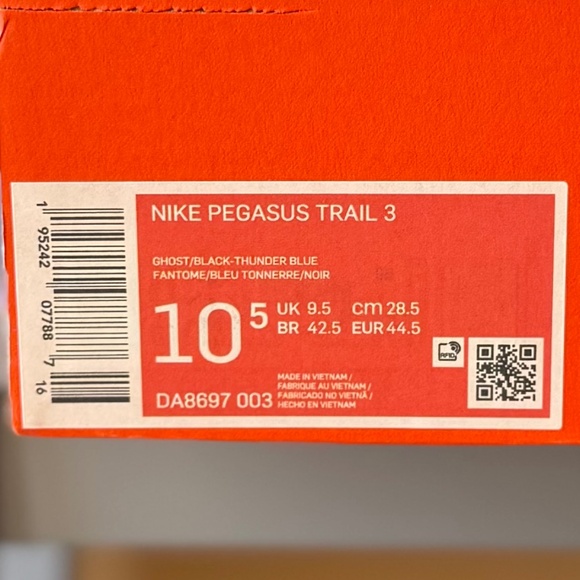 NIKE PEGASUS TRAIL 3
GHOST/BLACK-THUNDER BLUE
FANTOME/BLEU TONNERRE/NOIR
10 5
UK 9.5 cm 28.5
BR 42.5 EUR 44.5
RFID
MADE IN VIETNAM /
FABRIQUE AU VIETNAM /
FABRICADO NO VIETNÃ /
HECHO EN VIETNAM
DA8697 003
1 95242 07788 7 16